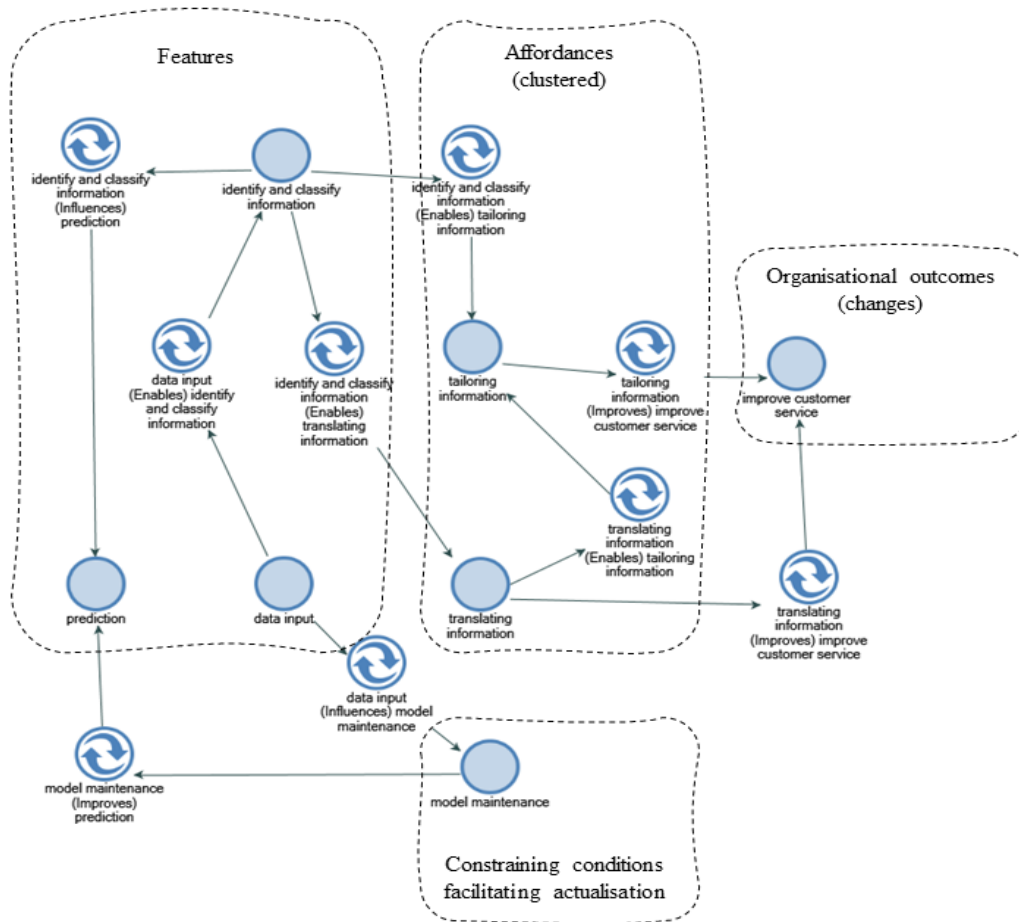 Features
Affordances
(clustered)
identify and classify
information
(Influences)
prediction
identify and classify
information
identify and classify
information
(Enables) tailoring
information
Organisational outcomes
(changes)
data input
(Enables) identify
and classify
information
identify and classify
information
(Enables)
translating
information
tailoring
information
tailoring
information
(Improves) improve
customer service
improve customer
service
translating
information
(Enables) tailoring
information
prediction
data input
translating
information
translating
information
(Improves) improve
customer service
data input
(Influences) model
maintenance
model maintenance
(Improves)
prediction
model maintenance
Constraining conditions
facilitating actualisation